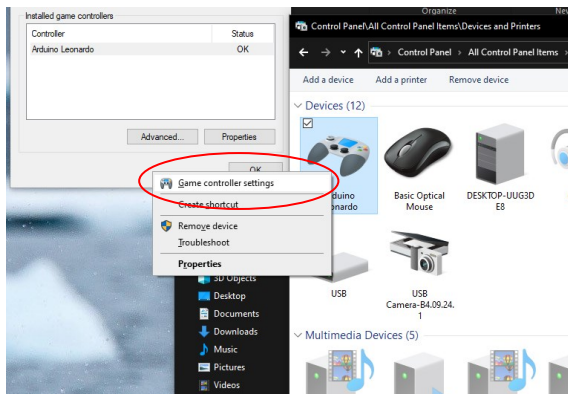 Installed game controllers
Controller
Status
Arduino Leonardo
OK
Advanced...
Properties
OK
Game controller settings
Create shortcut
Remove device
Troubleshoot
Properties
3D Objects
Desktop
Documents
Downloads
Music
Pictures
Videos
Organize
Control Panel\All Control Panel Items\Devices and Printers
Control Panel
All Control Panel Items
Add a device
Add a printer
Remove device
Devices (12)
Basic Optical
Mouse
DESKTOP-UUG3D
E8
USB
USB
Camera-B4.09.24.
1
Multimedia Devices (5)